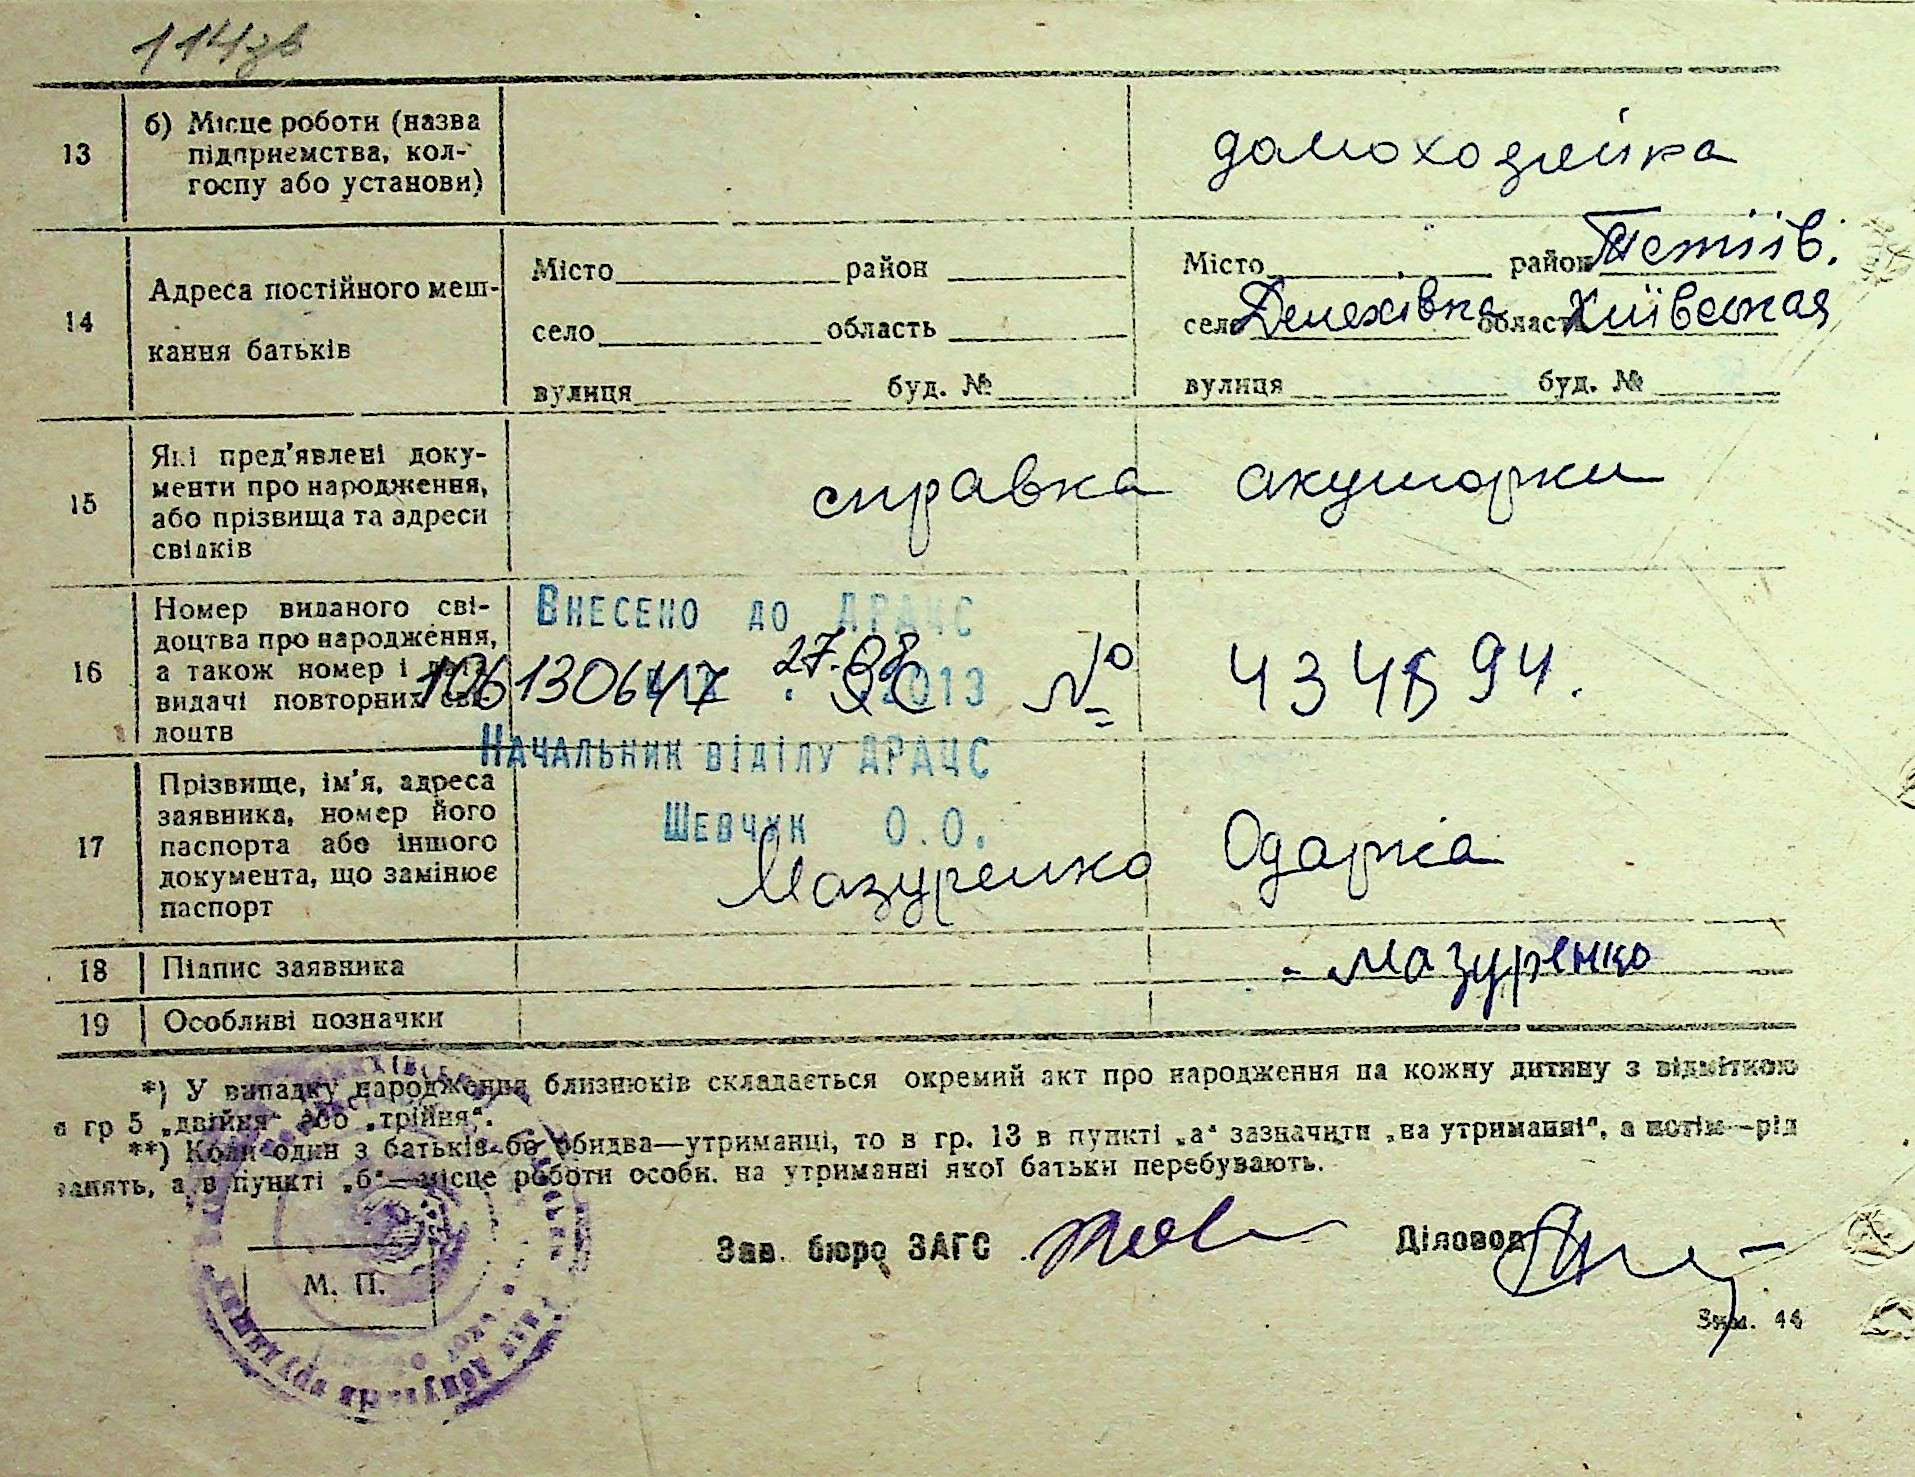 114зв
13
б) Місце роботи (назва
підприємства, кол-
госпу або установи)
домохозяйка
14
Адреса постійного меш-
кання батьків
Місто район
село область
вулиця буд. №
Місто район Тетіїв.
село Денехівка область Київская
вулиця буд. №
15
Які пред'явлені доку-
менти про народження,
або прізвища та адреси
свідків
справка акушорки
16
Номер виданого сві-
доцтва про народження,
а також номер і дата
видачі повторних сві-
доцтв
Внесено до ДРАЦС
1061306417 27.08 2013
№ 434594.
Начальник відділу ДРАЦС
Шевчук О.О.
17
Прізвище, ім'я, адреса
заявника, номер його
паспорта або іншого
документа, що замінює
паспорт
Мазуренко Одарка
18
Підпис заявника
Мазуренко
19
Особливі позначки
*) У випадку народження близнюків складається окремий акт про народження на кожну дитину з відміткою
в гр 5 „двійня“ або „трійня“.
**) Коли один з батьків або обидва—утриманці, то в гр. 13 в пункті „а“ зазначити „на утриманні“, а потім—рід
занять, а в пункті „б“—місце роботи особи, на утриманні якої батьки перебувають.
Зав. бюро ЗАГС
Діловод
М. П.
Зам. 44